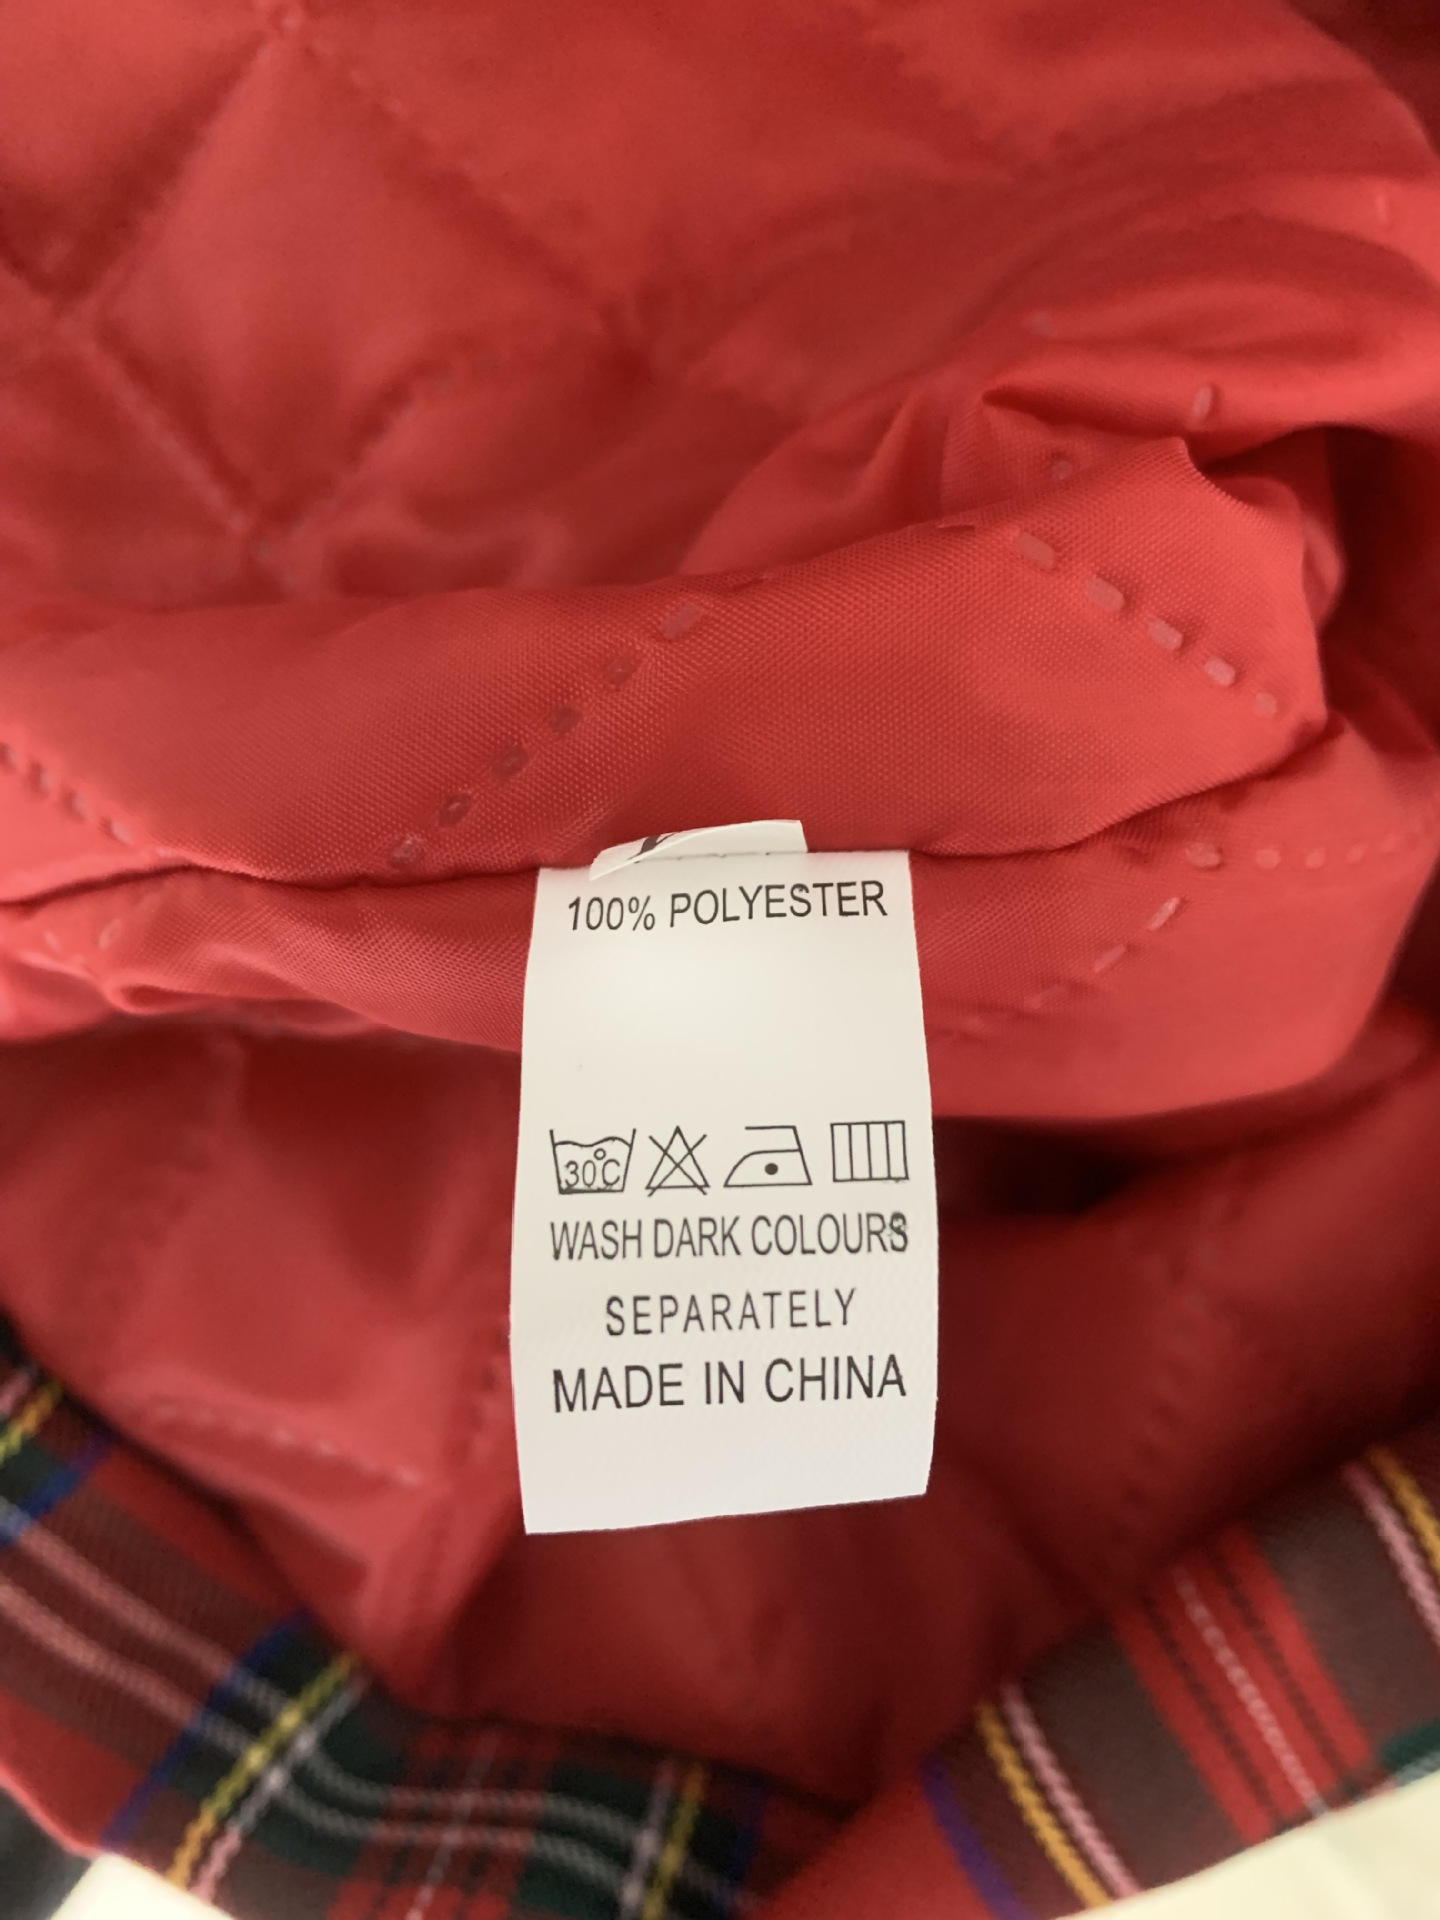 100% POLYESTER
30°C
WASH DARK COLOURS
SEPARATELY
MADE IN CHINA